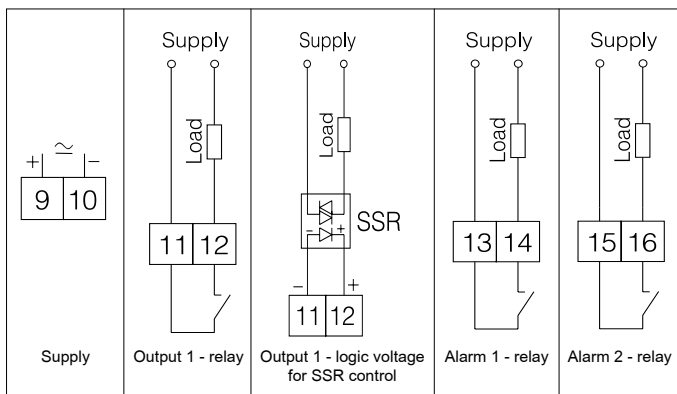 + ≃ −
9 10
Supply
Supply
Load
11 12
Output 1 - relay
Supply
Load
SSR
- +
− +
11 12
Output 1 - logic voltage
for SSR control
Supply
Load
13 14
Alarm 1 - relay
Supply
Load
15 16
Alarm 2 - relay